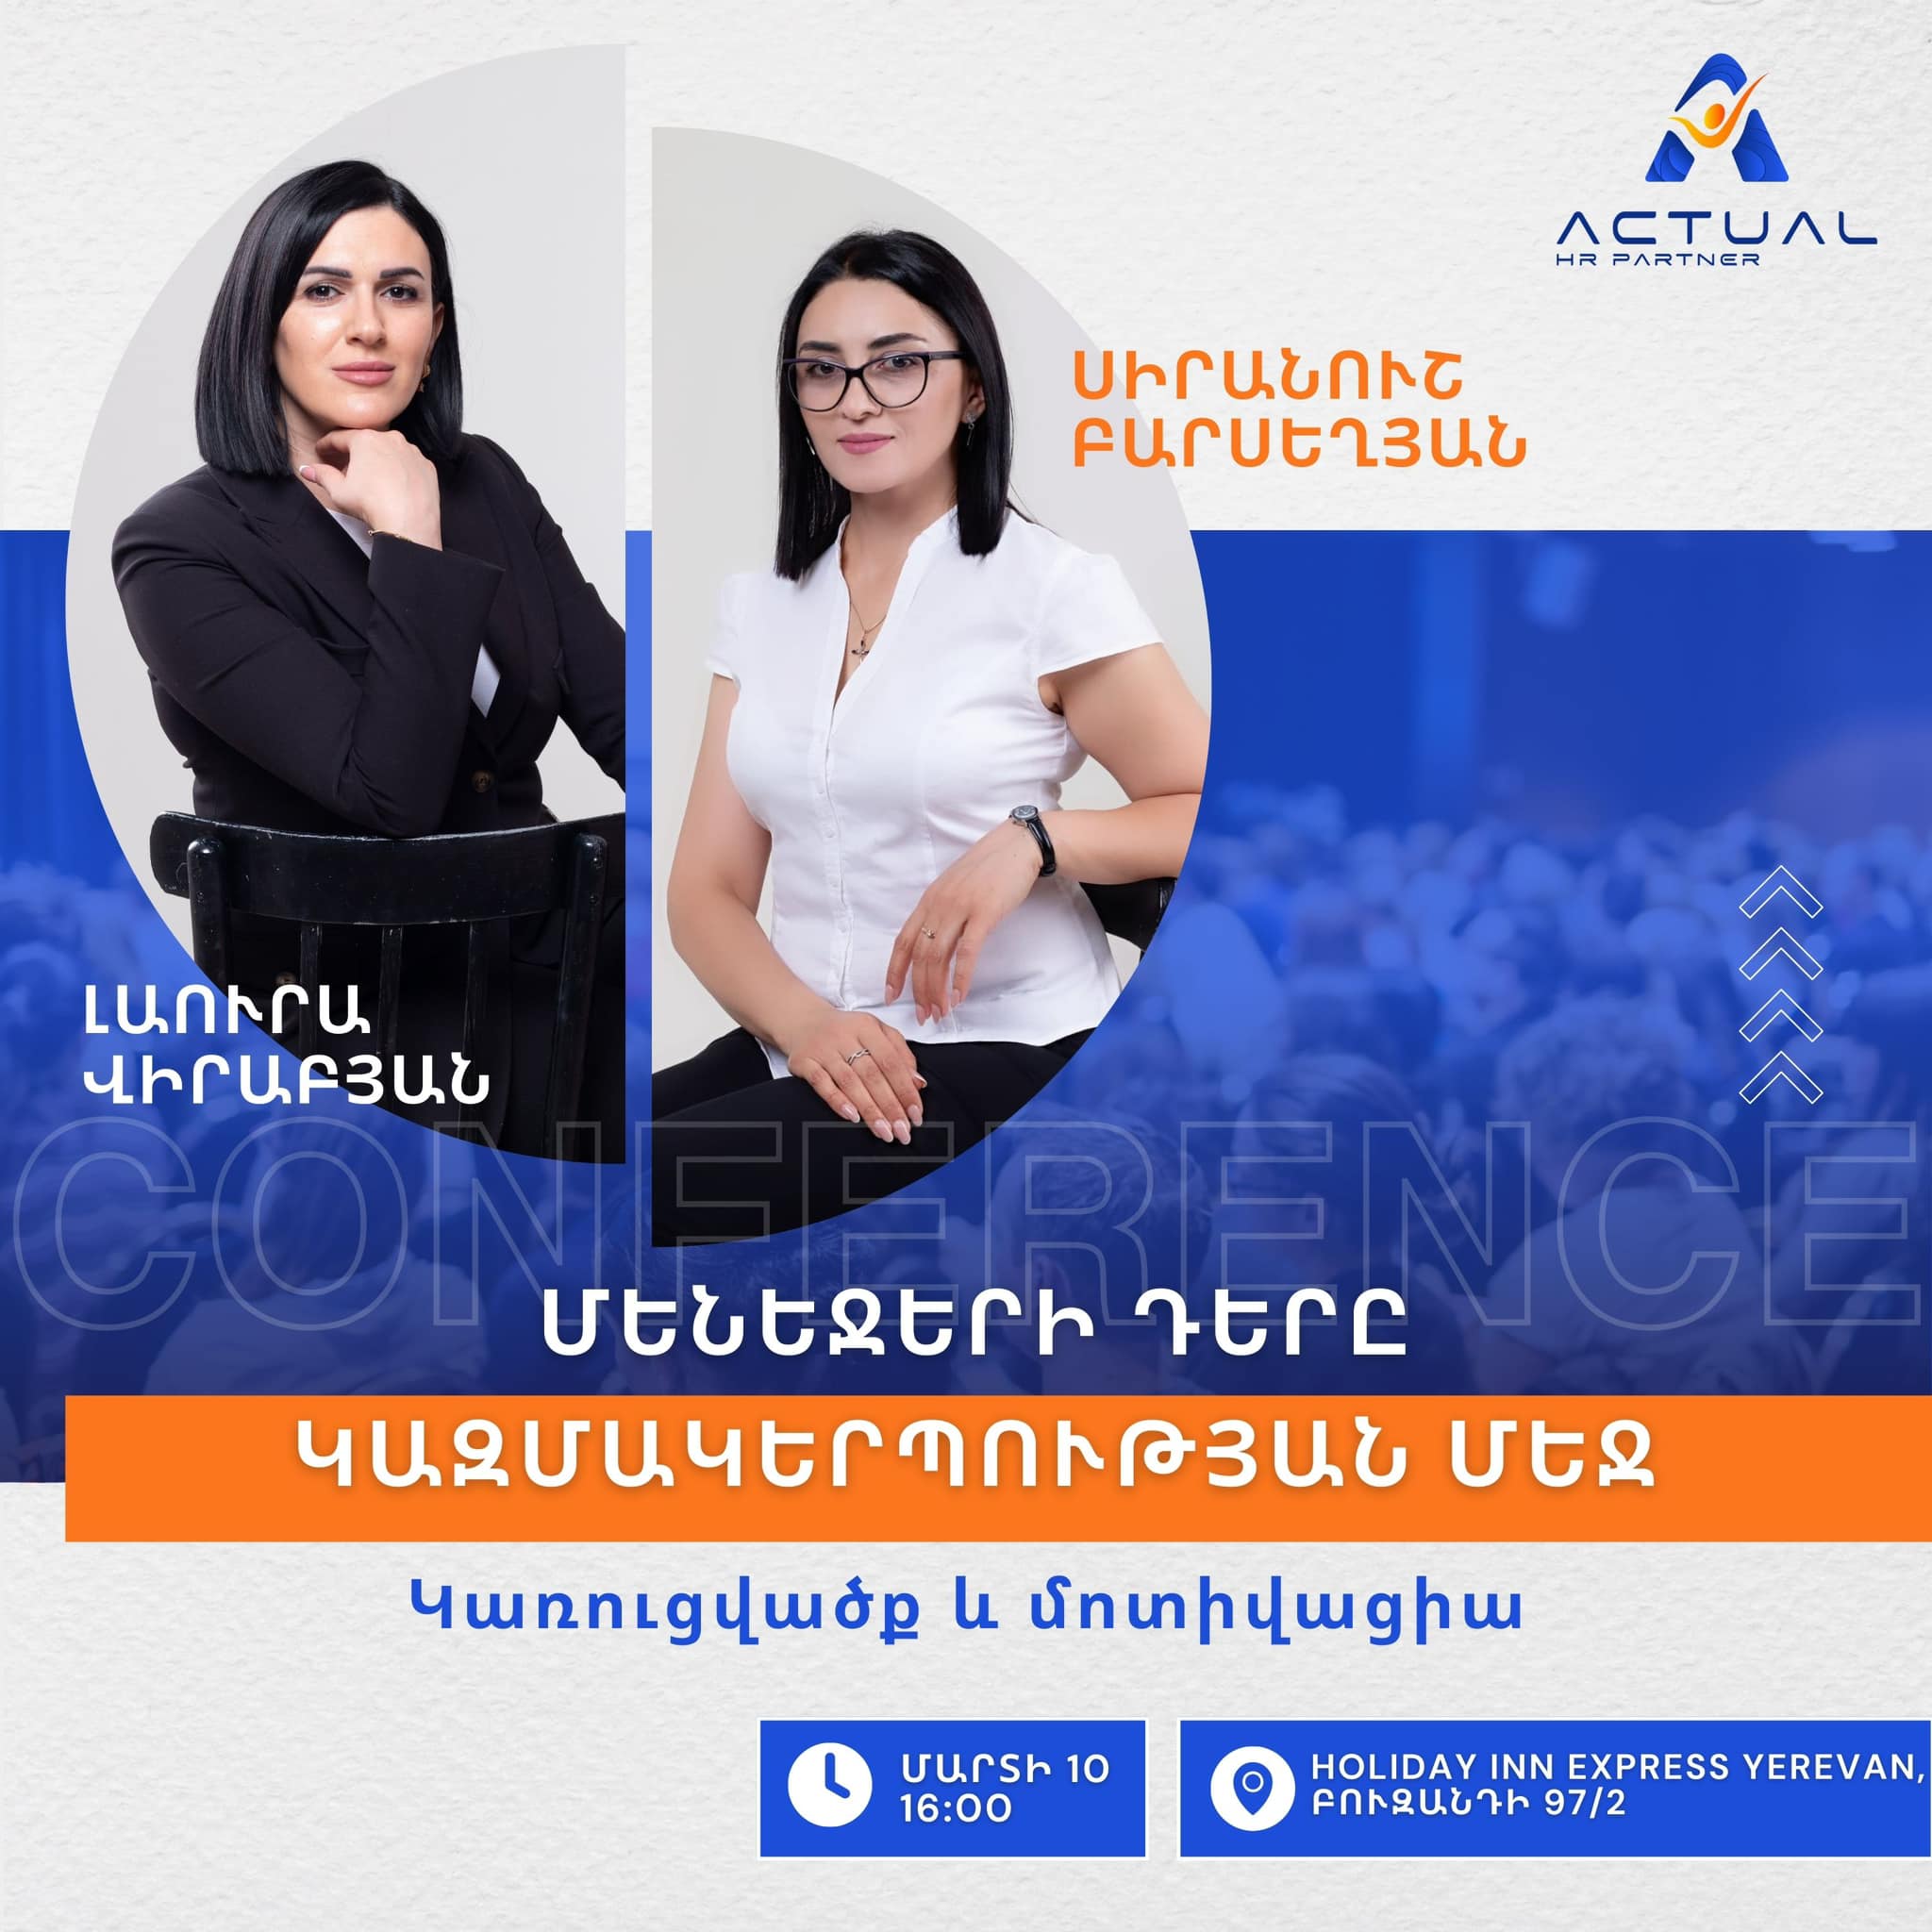 ACTUAL
HR PARTNER
ՍԻՐԱՆՈՒՇ
ԲԱՐՍԵՂՅԱՆ
ԼԱՈՒՐԱ
ՎԻՐԱԲՅԱՆ
CONFERENCE
ՄԵՆԵՋԵՐԻ ԴԵՐԸ
ԿԱԶՄԱԿԵՐՊՈՒԹՅԱՆ ՄԵՋ
Կառուցվածք և մոտիվացիա
ՄԱՐՏԻ 10
16:00
HOLIDAY INN EXPRESS YEREVAN,
ԲՈՒԶԱՆԴԻ 97/2